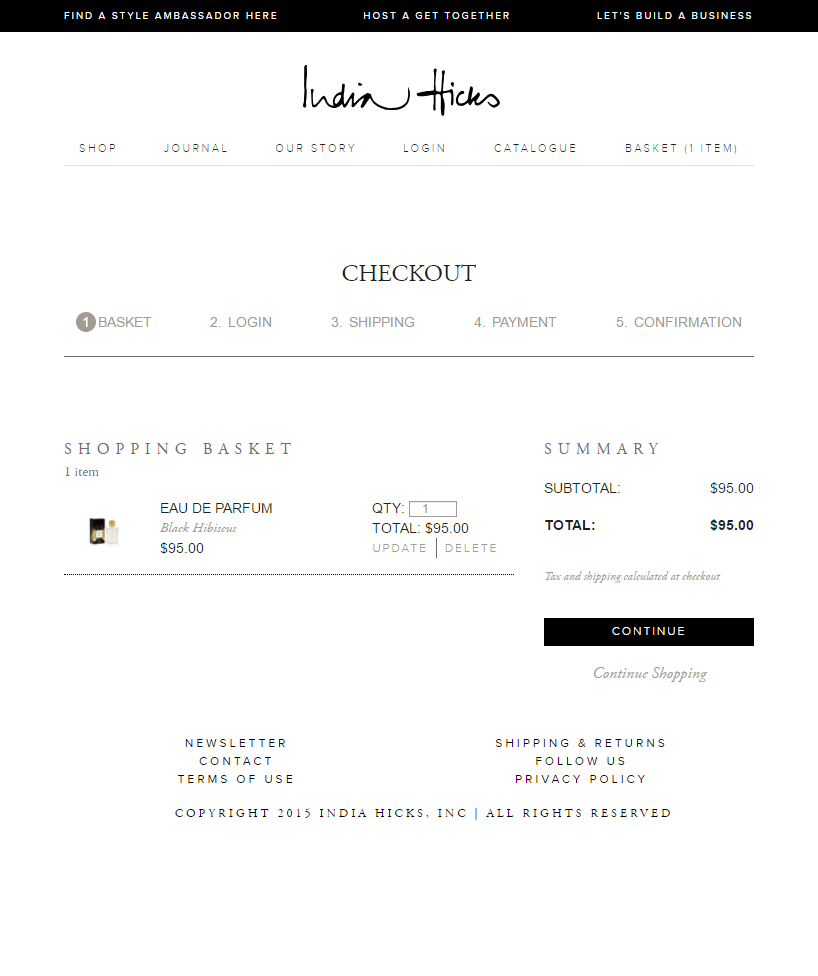 FIND A STYLE AMBASSADOR HERE HOST A GET TOGETHER LET'S BUILD A BUSINESS
India Hicks
SHOP JOURNAL OUR STORY LOGIN CATALOGUE BASKET (1 ITEM)
CHECKOUT
1 BASKET 2. LOGIN 3. SHIPPING 4. PAYMENT 5. CONFIRMATION
SHOPPING BASKET
1 item
EAU DE PARFUM
Black Hibiscus
$95.00
QTY: 1
TOTAL: $95.00
UPDATE DELETE
SUMMARY
SUBTOTAL: $95.00
TOTAL: $95.00
Tax and shipping calculated at checkout
CONTINUE
Continue Shopping
NEWSLETTER
CONTACT
TERMS OF USE
SHIPPING & RETURNS
FOLLOW US
PRIVACY POLICY
COPYRIGHT 2015 INDIA HICKS, INC | ALL RIGHTS RESERVED